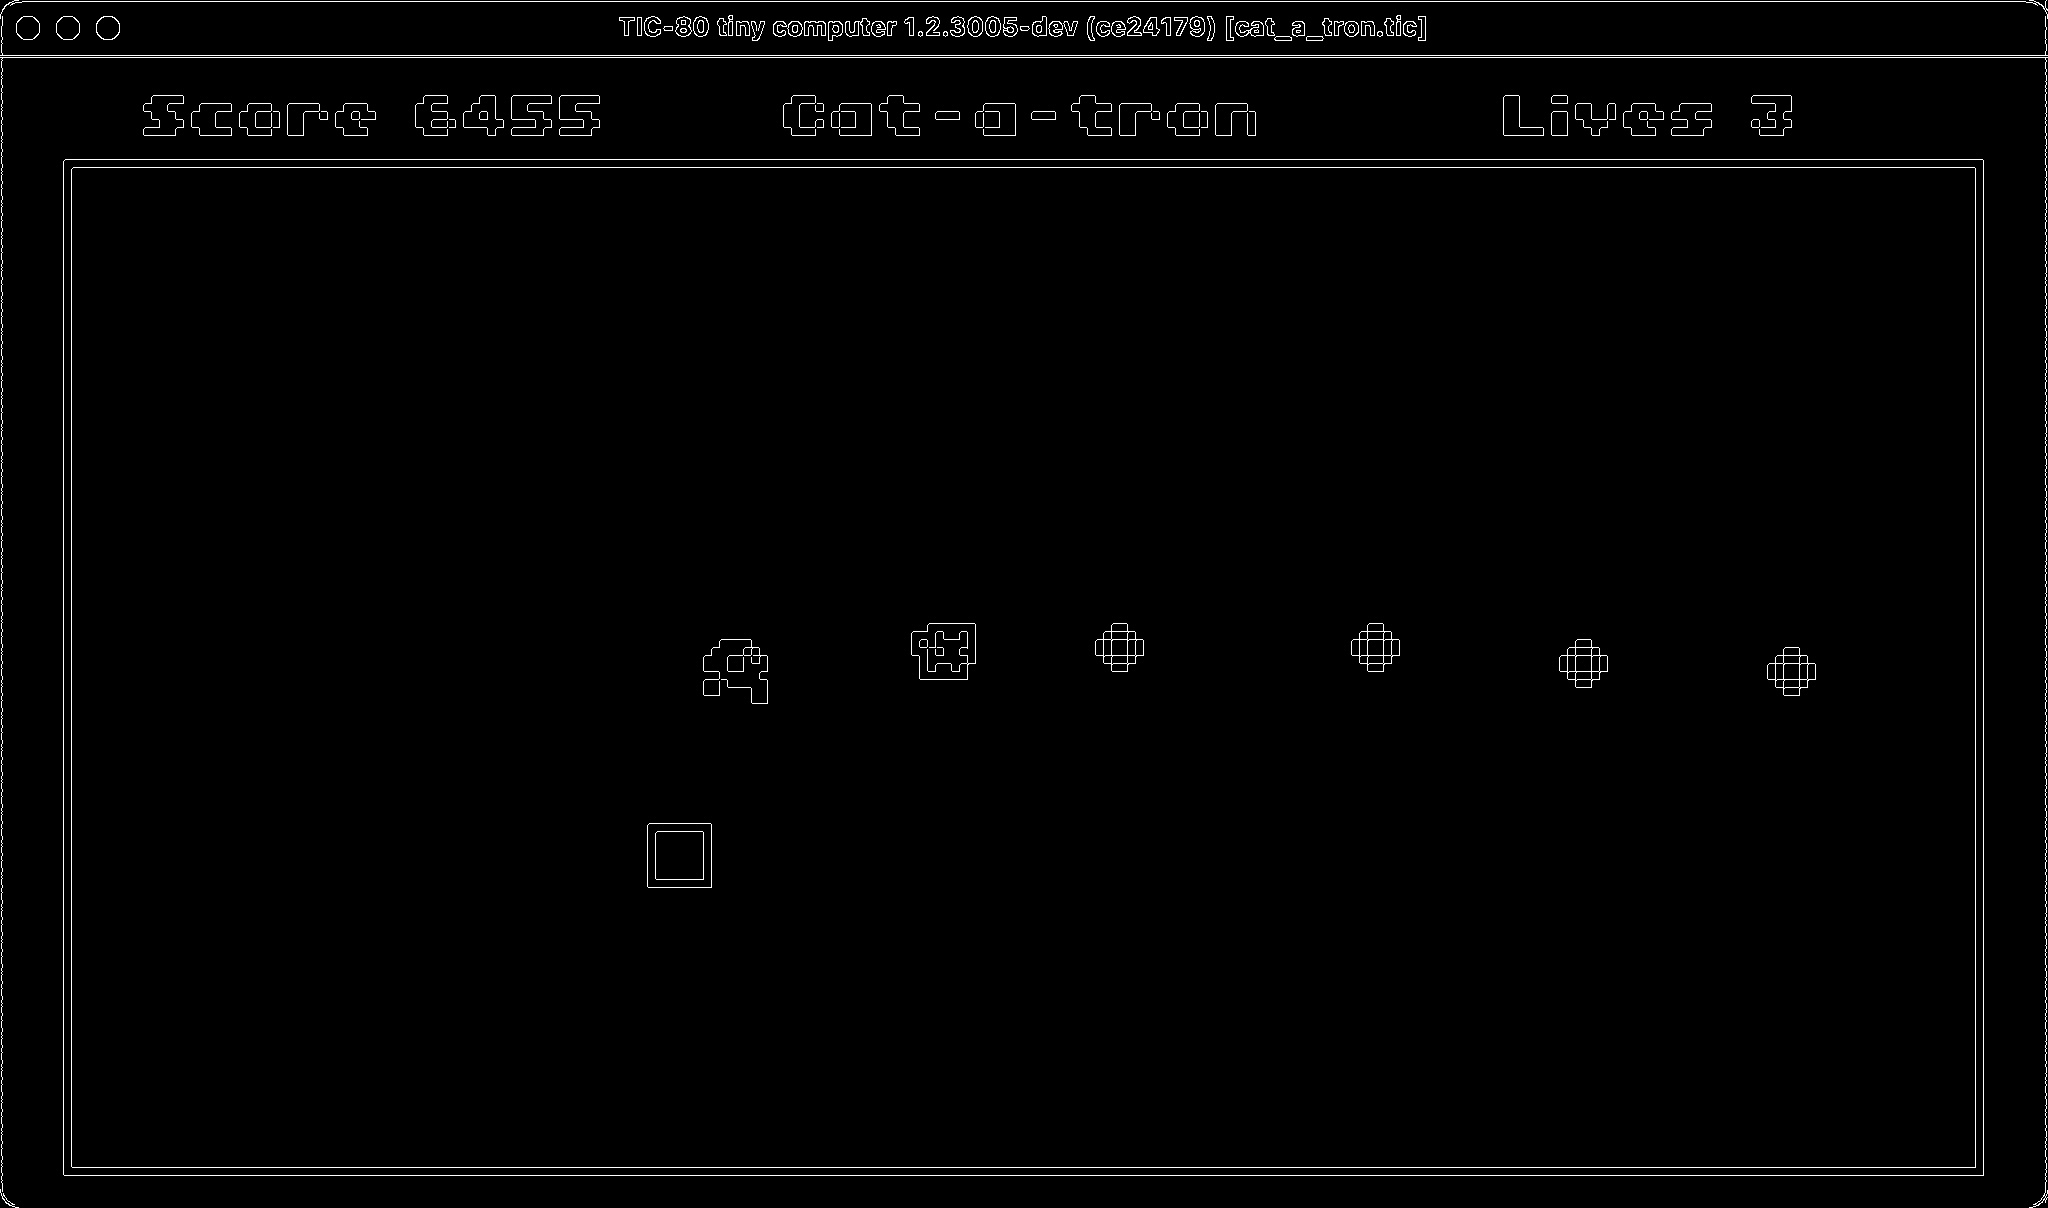 TIC-80 tiny computer 1.2.3005-dev (ce24179) [cat_a_tron.tic]
Score 6455 Cat-a-tron Lives 3